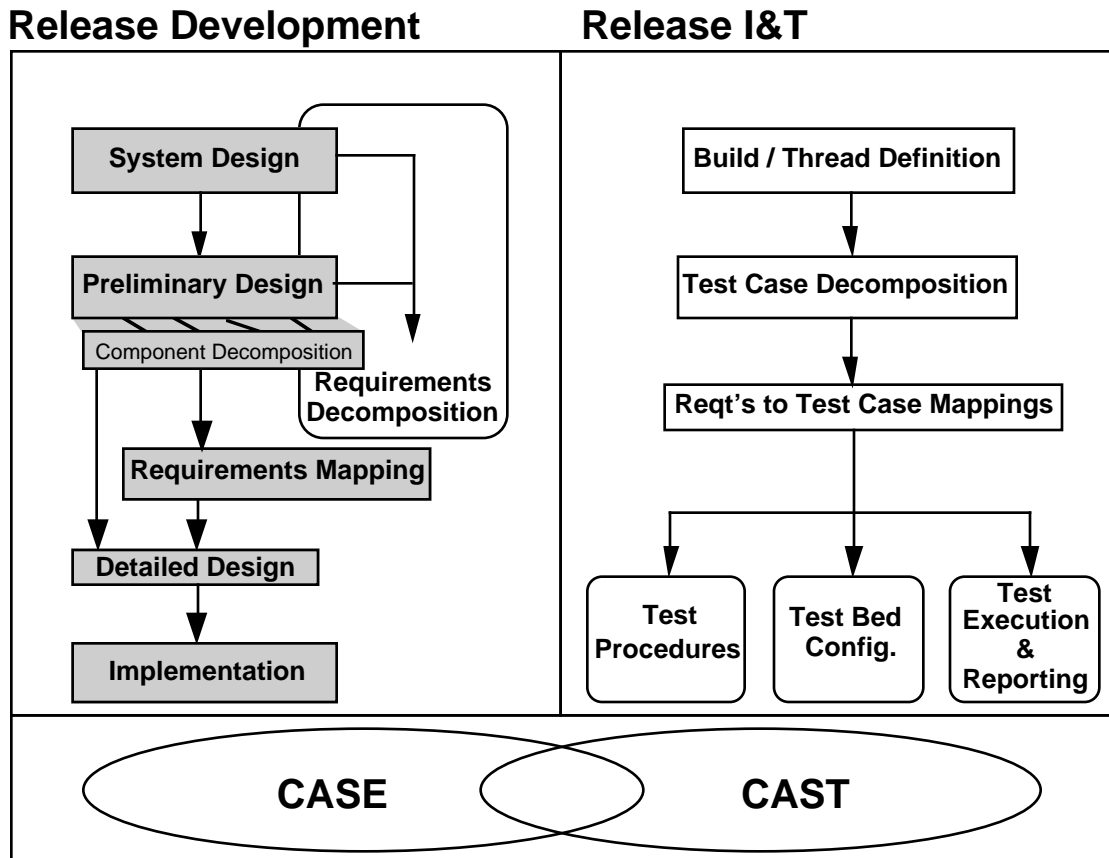 Release Development
System Design
Preliminary Design
Component Decomposition
Requirements
Decomposition
Requirements Mapping
Detailed Design
Implementation
Release I&T
Build / Thread Definition
Test Case Decomposition
Reqt's to Test Case Mappings
Test
Procedures
Test Bed
Config.
Test
Execution
&
Reporting
CASE
CAST